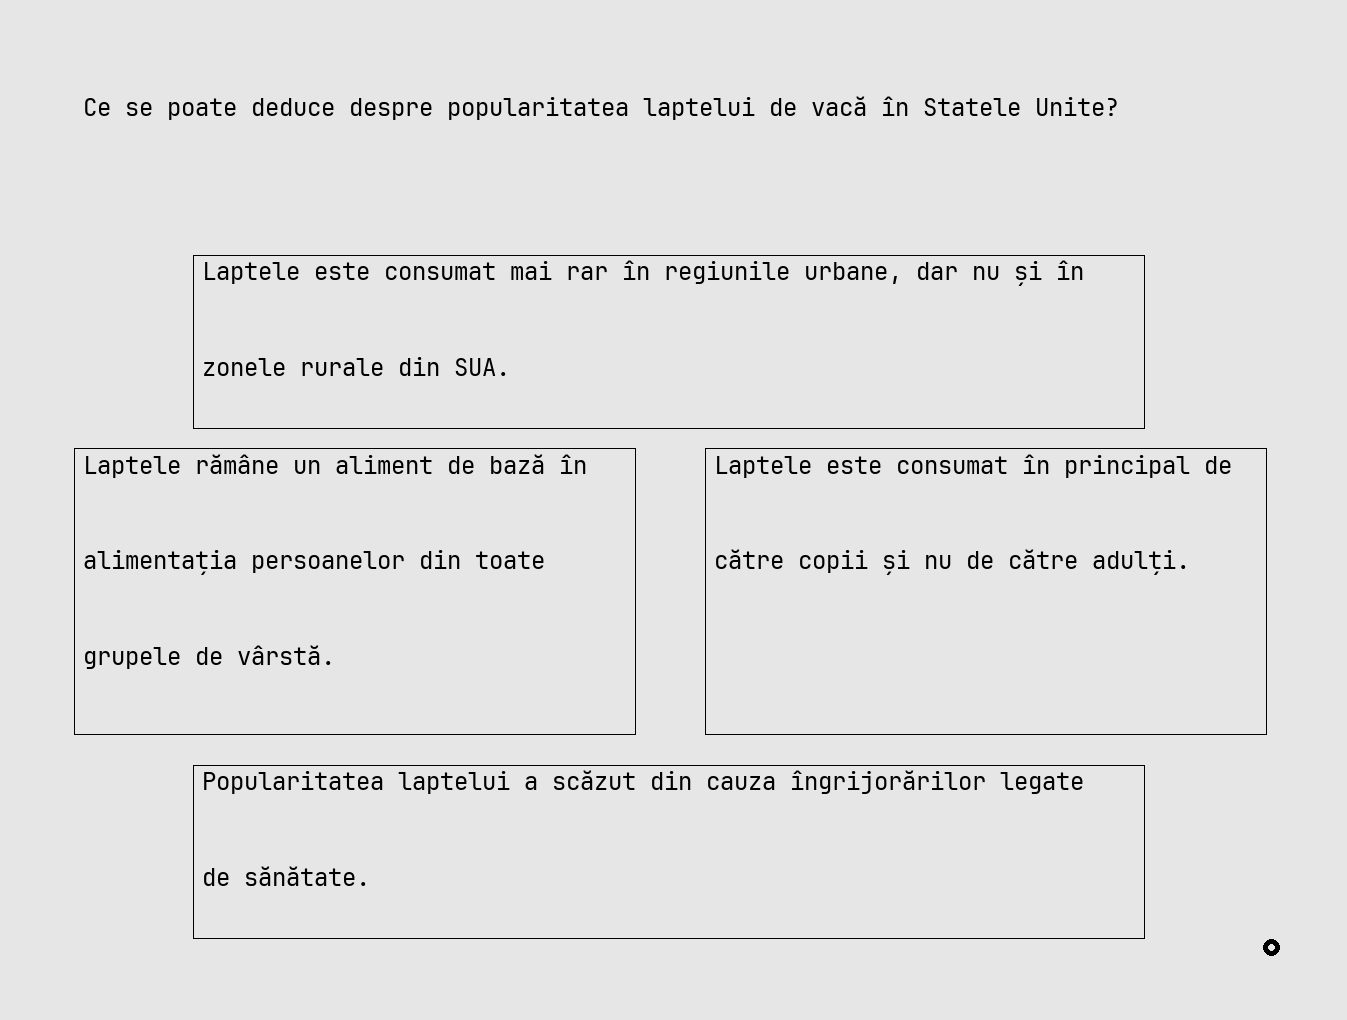 Ce se poate deduce despre popularitatea laptelui de vacă în Statele Unite?
Laptele este consumat mai rar în regiunile urbane, dar nu și în
zonele rurale din SUA.
Laptele rămâne un aliment de bază în
alimentația persoanelor din toate
grupele de vârstă.
Laptele este consumat în principal de
către copii și nu de către adulți.
Popularitatea laptelui a scăzut din cauza îngrijorărilor legate
de sănătate.